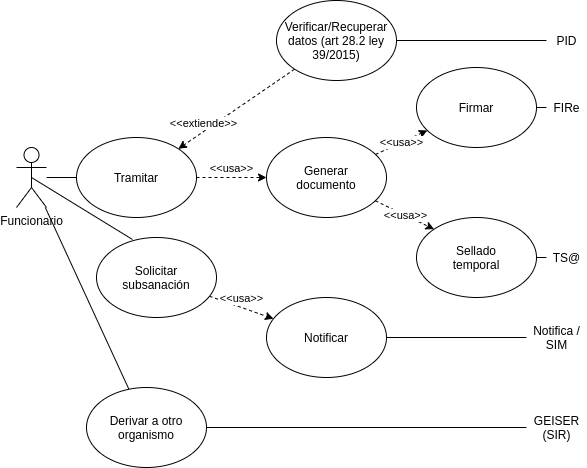 Verificar/Recuperar
datos (art 28.2 ley
39/2015)
PID
Firmar
FIRe
<<extiende>>
<<usa>>
Funcionario
Tramitar
<<usa>>
Generar
documento
<<usa>>
Sellado
temporal
TS@
Solicitar
subsanación
<<usa>>
Notificar
Notifica /
SIM
Derivar a otro
organismo
GEISER
(SIR)